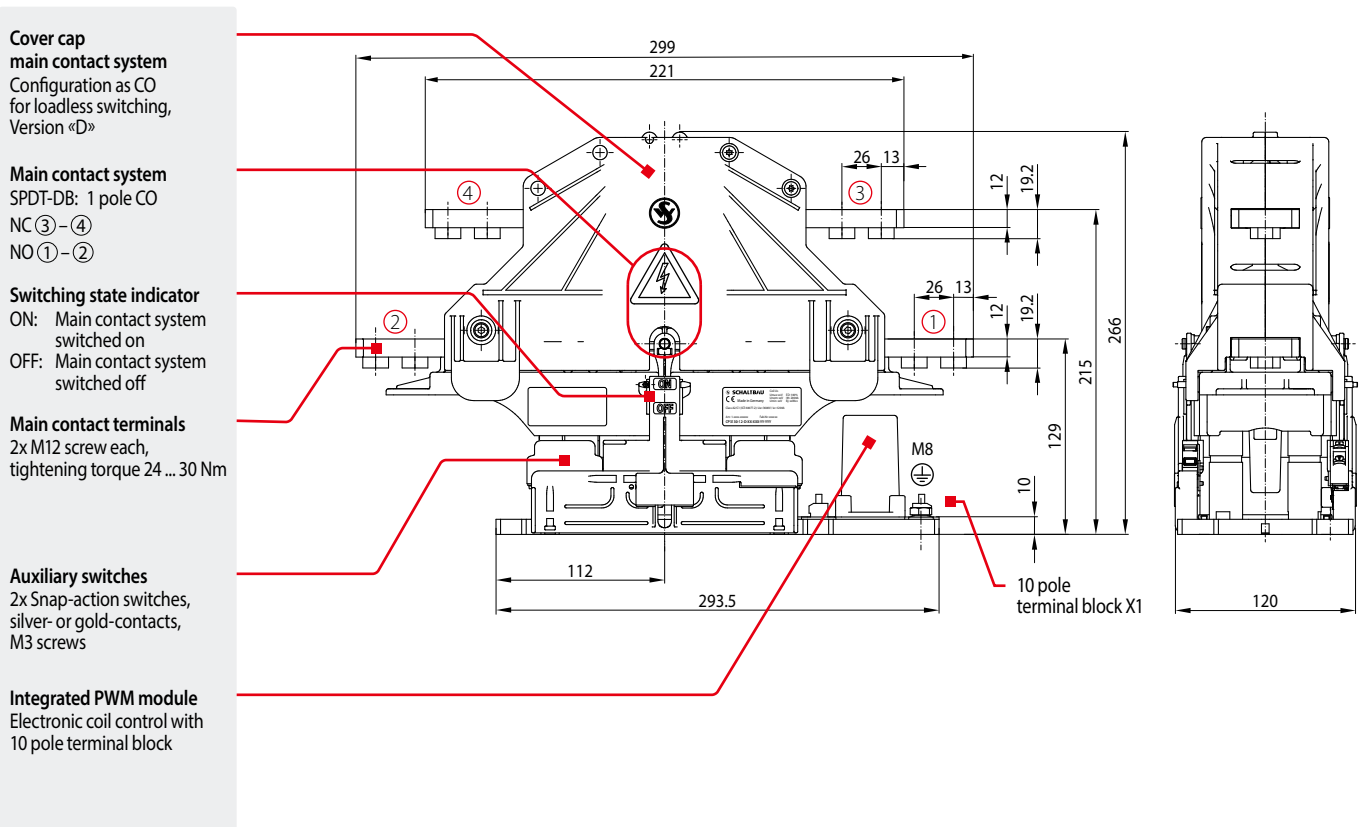 Cover cap
main contact system
Configuration as CO
for loadless switching,
Version «D»
Main contact system
SPDT-DB: 1 pole CO
NC ③ – ④
NO ① – ②
Switching state indicator
ON: Main contact system
switched on
OFF: Main contact system
switched off
Main contact terminals
2x M12 screw each,
tightening torque 24 ... 30 Nm
Auxiliary switches
2x Snap-action switches,
silver- or gold-contacts,
M3 screws
Integrated PWM module
Electronic coil control with
10 pole terminal block
299
221
26 13
④
③
12
19.2
26 13
②
①
12
19.2
266
215
129
10
ON
OFF
SCHALTBAU
CE Made in Germany
M8
112
293.5
10 pole
terminal block X1
120